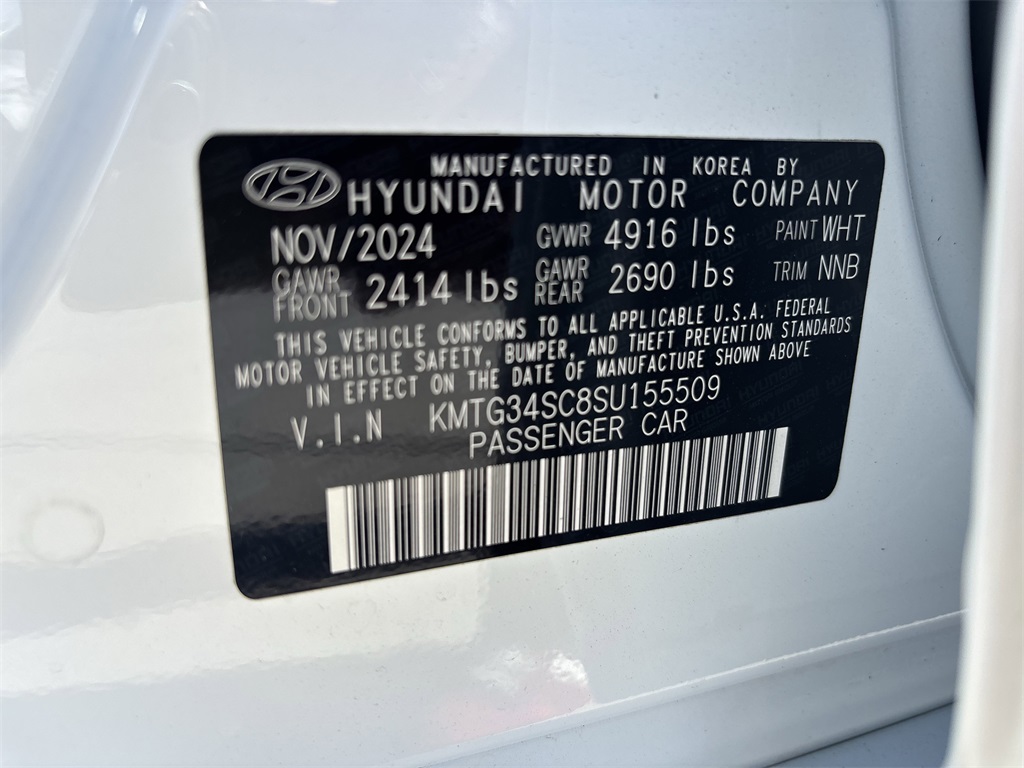 MANUFACTURED IN KOREA BY
HYUNDAI MOTOR COMPANY
NOV/2024 GVWR 4916 lbs PAINT WHT
GAWR FRONT 2414 lbs GAWR REAR 2690 lbs TRIM NNB
THIS VEHICLE CONFORMS TO ALL APPLICABLE U.S.A. FEDERAL
MOTOR VEHICLE SAFETY, BUMPER, AND THEFT PREVENTION STANDARDS
IN EFFECT ON THE DATE OF MANUFACTURE SHOWN ABOVE
V.I.N KMTG34SC8SU155509
PASSENGER CAR